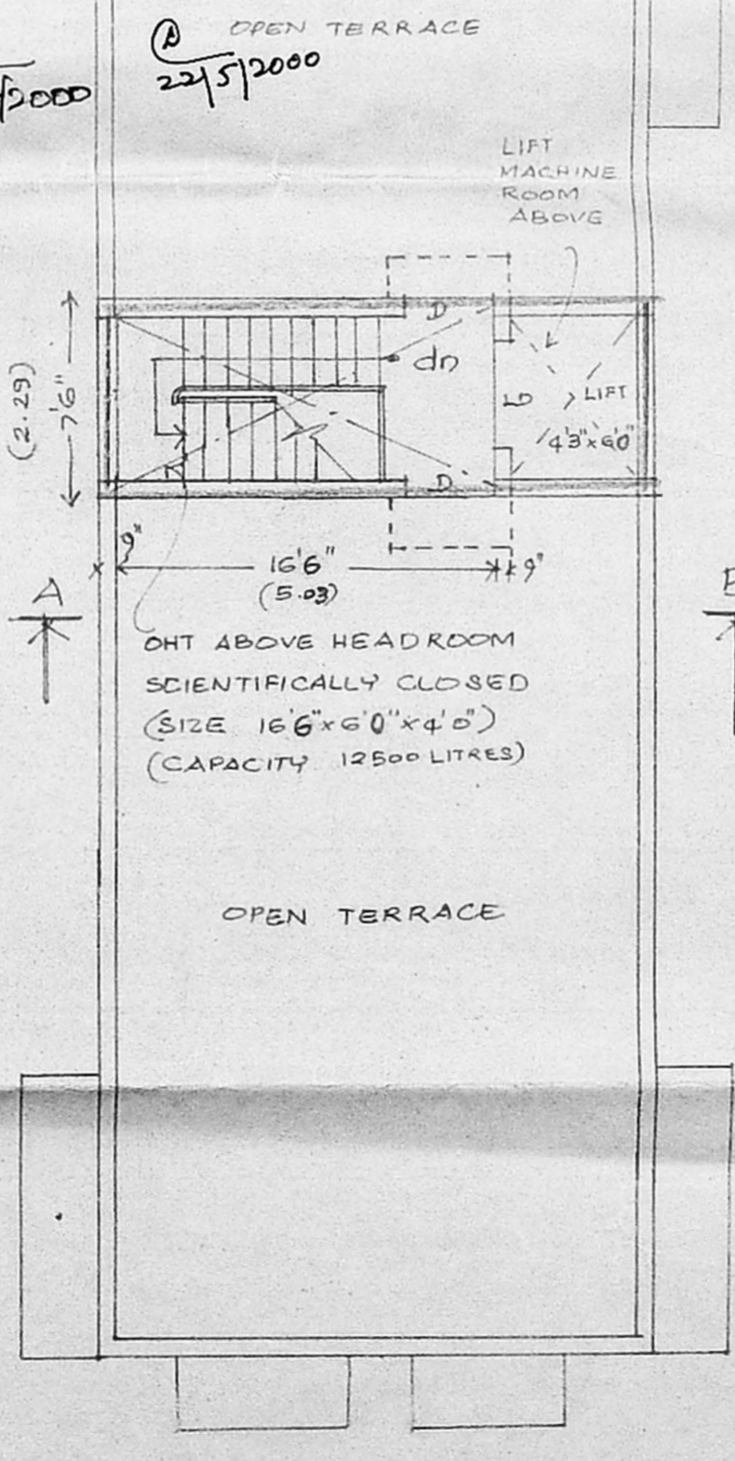 OPEN TERRACE
22/5/2000
/2000
LIFT
MACHINE
ROOM
ABOVE
D
dn
(2.29)
7'6"
LD
LIFT
4'3"x6'0"
D
9"
16'6"
9"
(5.03)
A
OHT ABOVE HEADROOM
SCIENTIFICALLY CLOSED
(SIZE 16'6"x6'0"x4'0")
(CAPACITY 12500 LITRES)
OPEN TERRACE